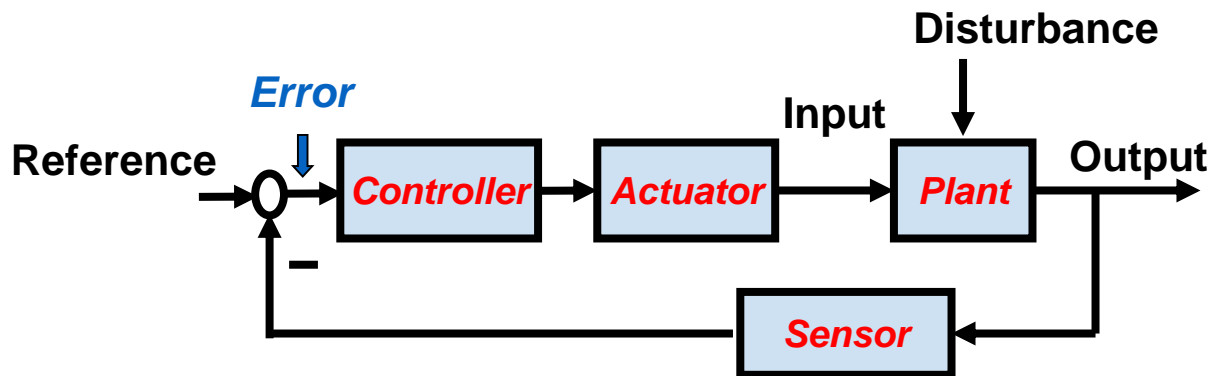 Disturbance
Error
Input
Reference
Output
Controller
Actuator
Plant
−
Sensor